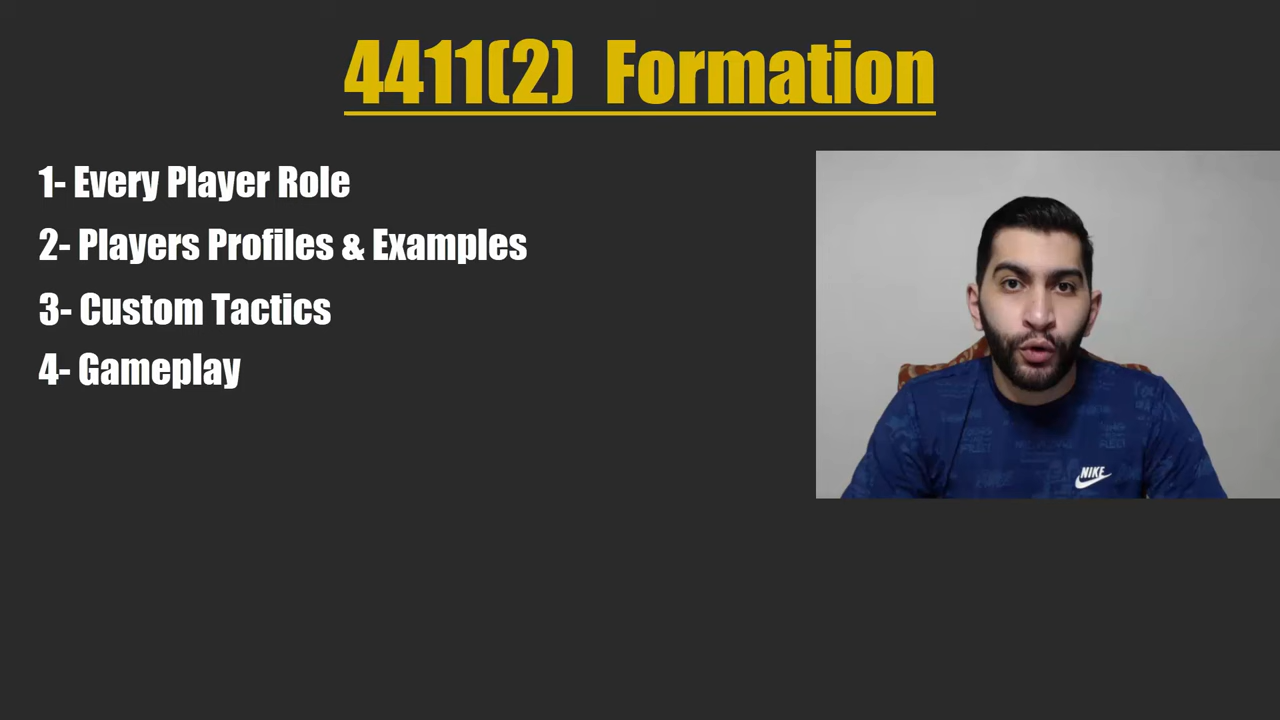 4411(2) Formation
1- Every Player Role
2- Players Profiles & Examples
3- Custom Tactics
4- Gameplay
NIKE